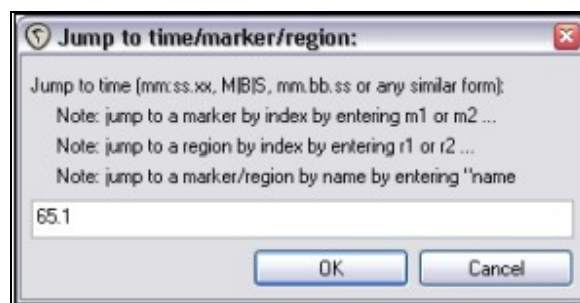 Jump to time/marker/region:
Jump to time (mm:ss.xx, M|B|S, mm.bb.ss or any similar form):
Note: jump to a marker by index by entering m1 or m2 ...
Note: jump to a region by index by entering r1 or r2 ...
Note: jump to a marker/region by name by entering "name
65.1
OK Cancel